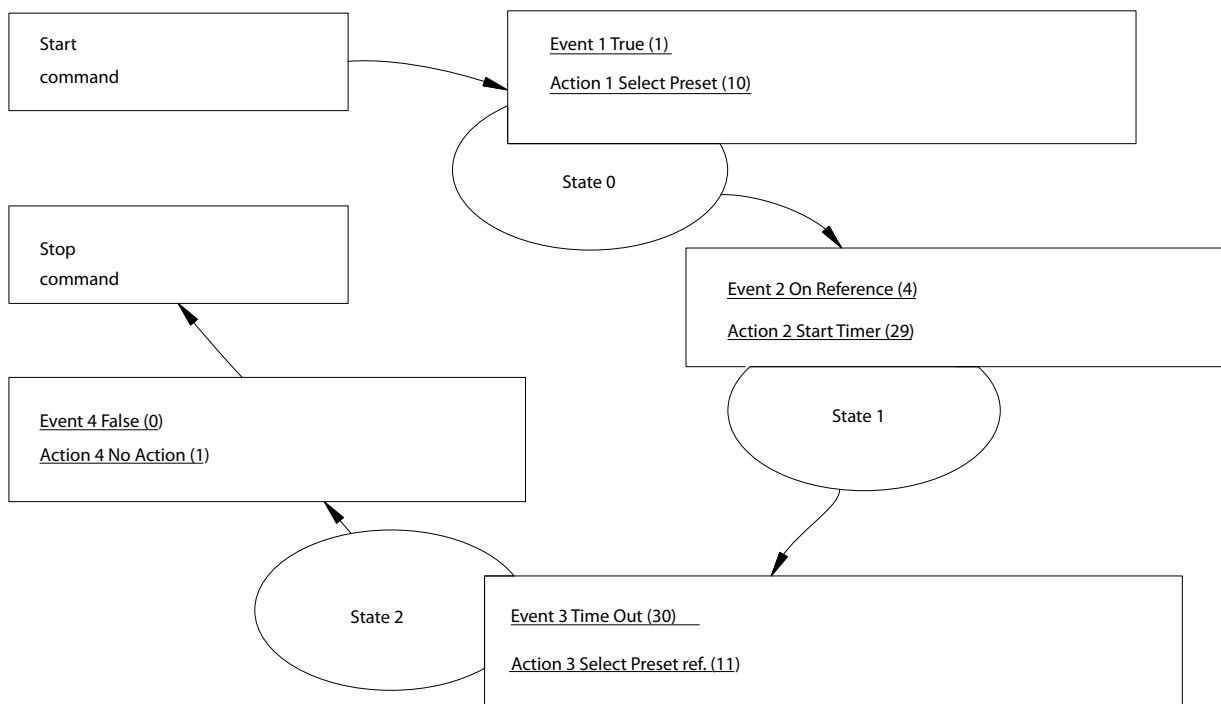 Start
command
Event 1 True (1)
Action 1 Select Preset (10)
State 0
Stop
command
Event 2 On Reference (4)
Action 2 Start Timer (29)
State 1
Event 4 False (0)
Action 4 No Action (1)
State 2
Event 3 Time Out (30)
Action 3 Select Preset ref. (11)